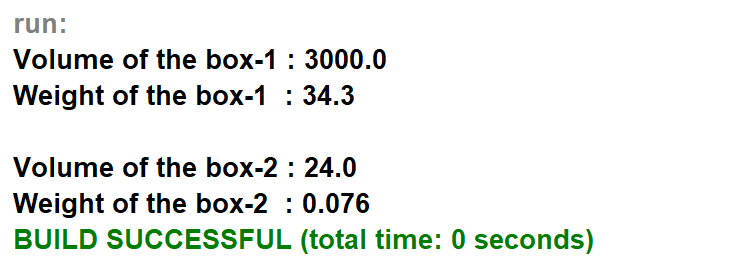 run:
Volume of the box-1 : 3000.0
Weight of the box-1  : 34.3
Volume of the box-2 : 24.0
Weight of the box-2  : 0.076
BUILD SUCCESSFUL (total time: 0 seconds)